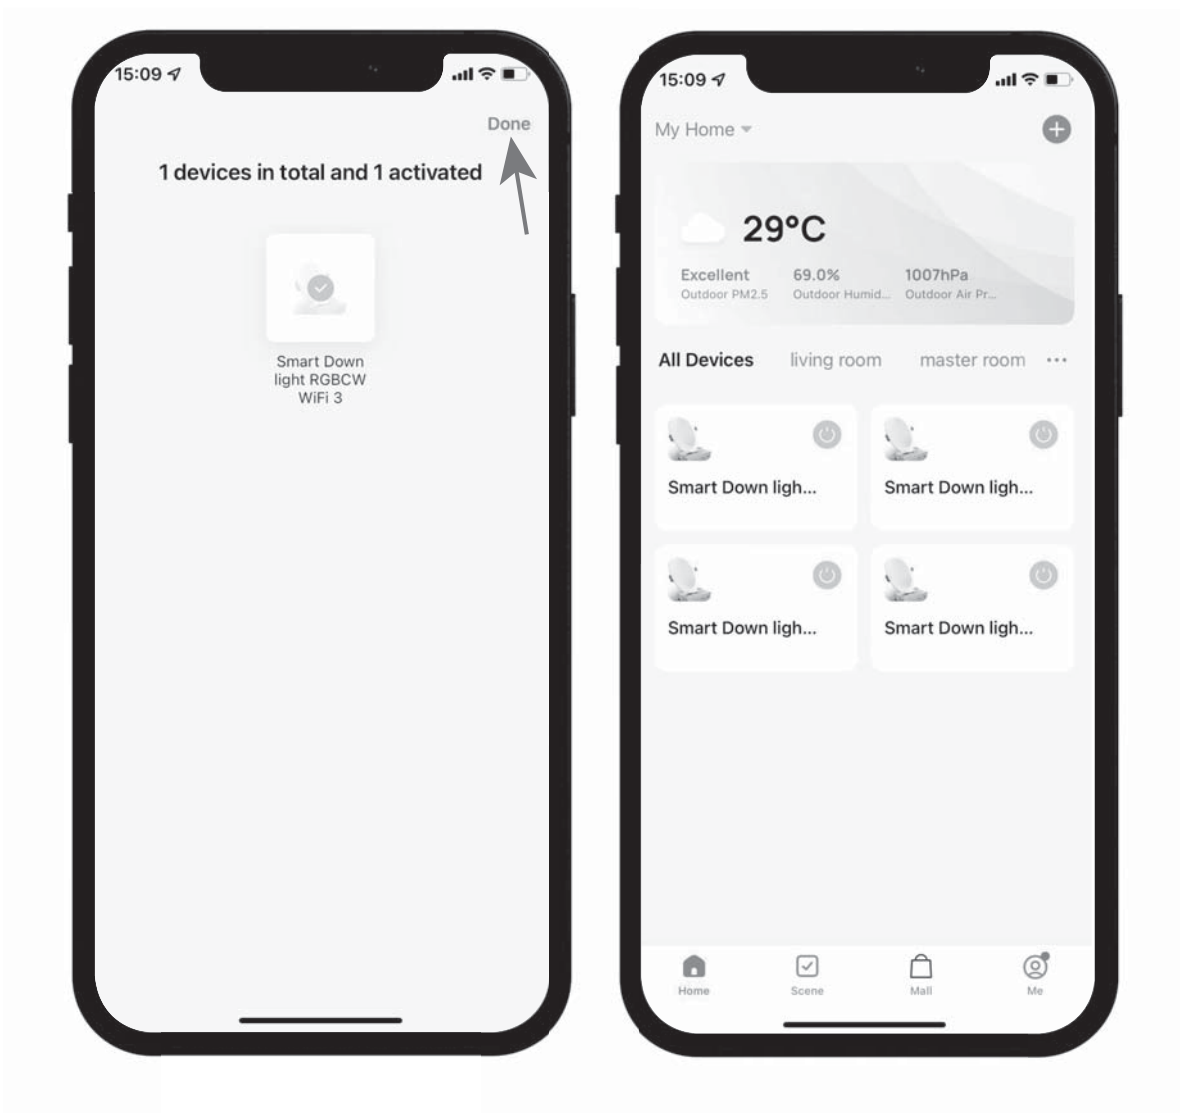 15:09
Done
1 devices in total and 1 activated
Smart Down
light RGBCW
WiFi 3
15:09
My Home
29°C
Excellent 69.0% 1007hPa
Outdoor PM2.5 Outdoor Humid... Outdoor Air Pr...
All Devices living room master room ...
Smart Down ligh... Smart Down ligh...
Smart Down ligh... Smart Down ligh...
Home Scene Mall Me